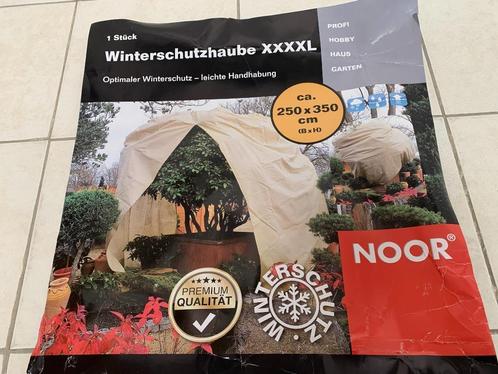 1 Stück
Winterschutzhaube XXXXL
Optimaler Winterschutz – leichte Handhabung
PROFI
HOBBY
HAUS
GARTEN
ca.
250 x 350
cm
(B x H)
NOOR®
PREMIUM
QUALITÄT
WINTERSCHUTZ